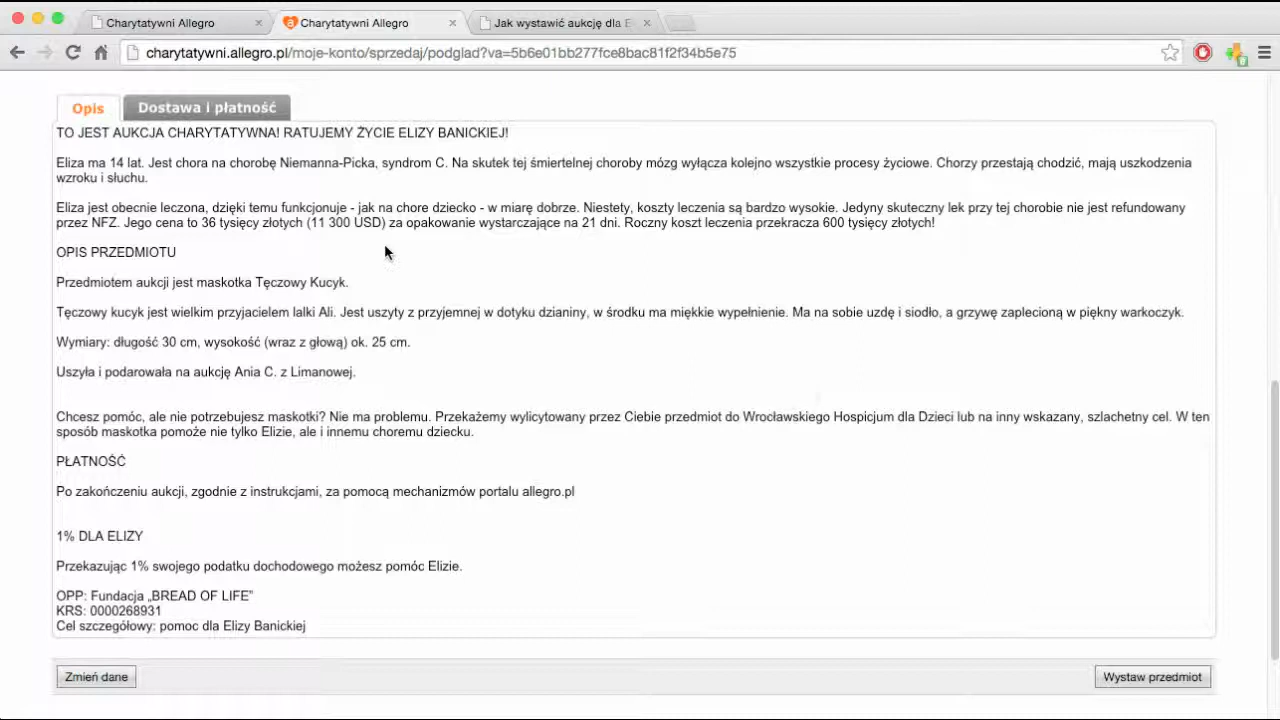 Charytatywni Allegro
Charytatywni Allegro
Jak wystawić aukcję dla E
charytatywni.allegro.pl/moje-konto/sprzedaj/podglad?va=5b6e01bb277fce8bac81f2f34b5e75
Opis
Dostawa i płatność
TO JEST AUKCJA CHARYTATYWNA! RATUJEMY ŻYCIE ELIZY BANICKIEJ!
Eliza ma 14 lat. Jest chora na chorobę Niemanna-Picka, syndrom C. Na skutek tej śmiertelnej choroby mózg wyłącza kolejno wszystkie procesy życiowe. Chorzy przestają chodzić, mają uszkodzenia
wzroku i słuchu.
Eliza jest obecnie leczona, dzięki temu funkcjonuje - jak na chore dziecko - w miarę dobrze. Niestety, koszty leczenia są bardzo wysokie. Jedyny skuteczny lek przy tej chorobie nie jest refundowany
przez NFZ. Jego cena to 36 tysięcy złotych (11 300 USD) za opakowanie wystarczające na 21 dni. Roczny koszt leczenia przekracza 600 tysięcy złotych!
OPIS PRZEDMIOTU
Przedmiotem aukcji jest maskotka Tęczowy Kucyk.
Tęczowy kucyk jest wielkim przyjacielem lalki Ali. Jest uszyty z przyjemnej w dotyku dzianiny, w środku ma miękkie wypełnienie. Ma na sobie uzdę i siodło, a grzywę zaplecioną w piękny warkoczyk.
Wymiary: długość 30 cm, wysokość (wraz z głową) ok. 25 cm.
Uszyła i podarowała na aukcję Ania C. z Limanowej.
Chcesz pomóc, ale nie potrzebujesz maskotki? Nie ma problemu. Przekażemy wylicytowany przez Ciebie przedmiot do Wrocławskiego Hospicjum dla Dzieci lub na inny wskazany, szlachetny cel. W ten
sposób maskotka pomoże nie tylko Elizie, ale i innemu choremu dziecku.
PŁATNOŚĆ
Po zakończeniu aukcji, zgodnie z instrukcjami, za pomocą mechanizmów portalu allegro.pl
1% DLA ELIZY
Przekazując 1% swojego podatku dochodowego możesz pomóc Elizie.
OPP: Fundacja „BREAD OF LIFE"
KRS: 0000268931
Cel szczegółowy: pomoc dla Elizy Banickiej
Zmień dane
Wystaw przedmiot